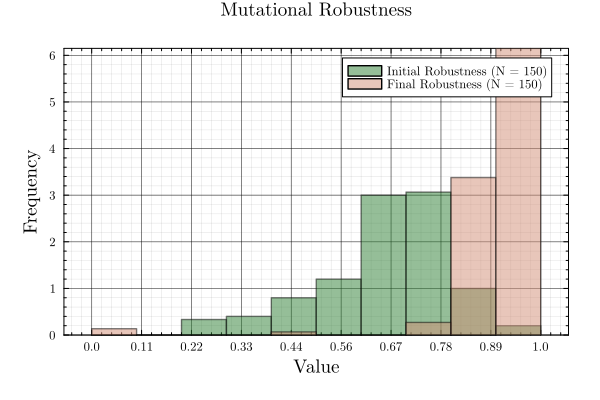 Mutational Robustness
Initial Robustness (N = 150)
Final Robustness (N = 150)
Frequency
6
5
4
3
2
1
0
0.0 0.11 0.22 0.33 0.44 0.56 0.67 0.78 0.89 1.0
Value